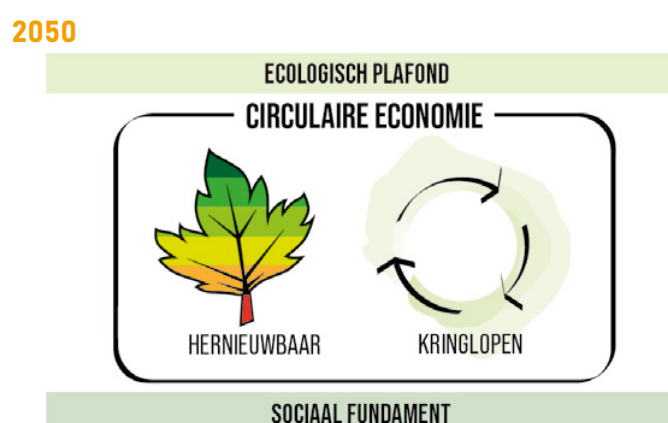 2050
ECOLOGISCH PLAFOND
CIRCULAIRE ECONOMIE
HERNIEUWBAAR
KRINGLOPEN
SOCIAAL FUNDAMENT